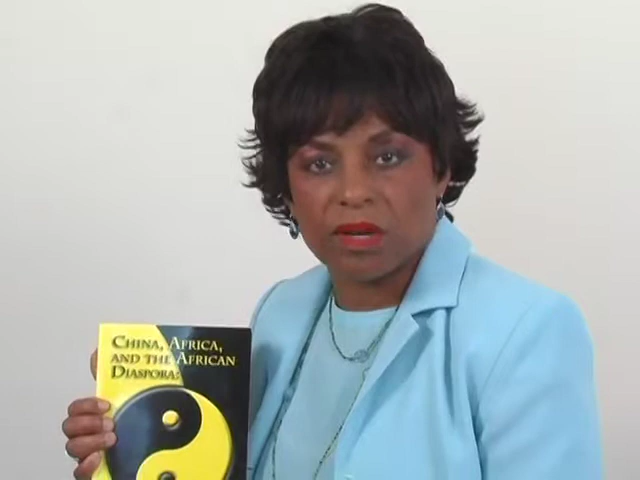 China, Africa,
and the African
Diaspora: